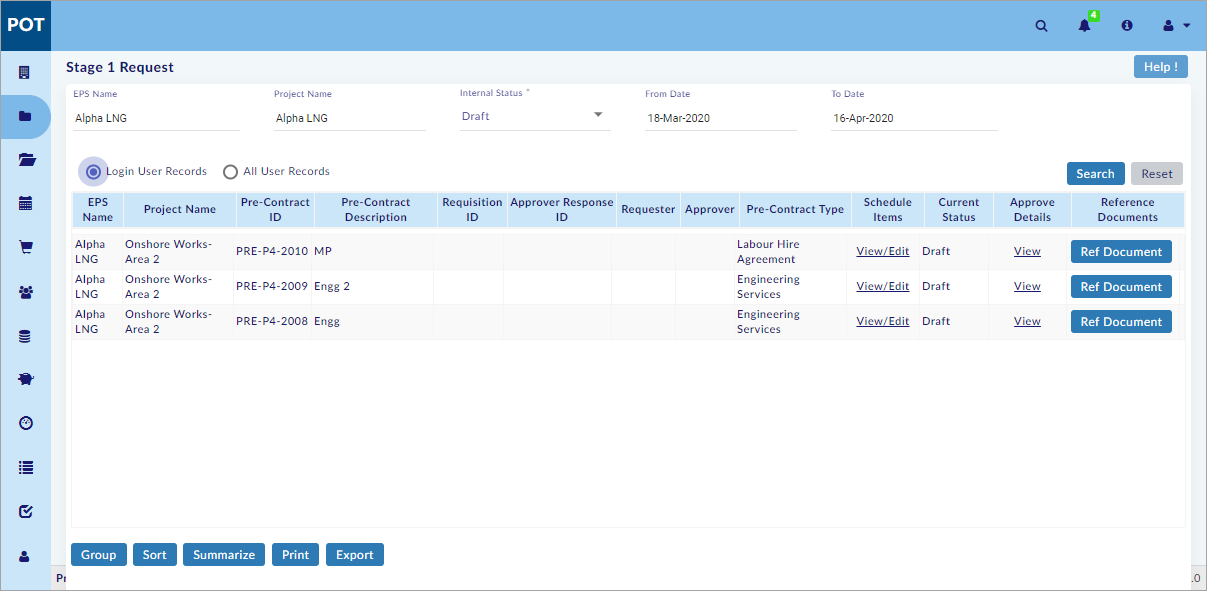 POT
4
Stage 1 Request
Help !
EPS Name
Project Name
Internal Status *
From Date
To Date
Alpha LNG
Alpha LNG
Draft
18-Mar-2020
16-Apr-2020
Login User Records
All User Records
Search
Reset
EPS Name
Project Name
Pre-Contract ID
Pre-Contract Description
Requisition ID
Approver Response ID
Requester
Approver
Pre-Contract Type
Schedule Items
Current Status
Approve Details
Reference Documents
Alpha LNG
Onshore Works-Area 2
PRE-P4-2010
MP
Labour Hire Agreement
View/Edit
Draft
View
Ref Document
Alpha LNG
Onshore Works-Area 2
PRE-P4-2009
Engg 2
Engineering Services
View/Edit
Draft
View
Ref Document
Alpha LNG
Onshore Works-Area 2
PRE-P4-2008
Engg
Engineering Services
View/Edit
Draft
View
Ref Document
Group
Sort
Summarize
Print
Export